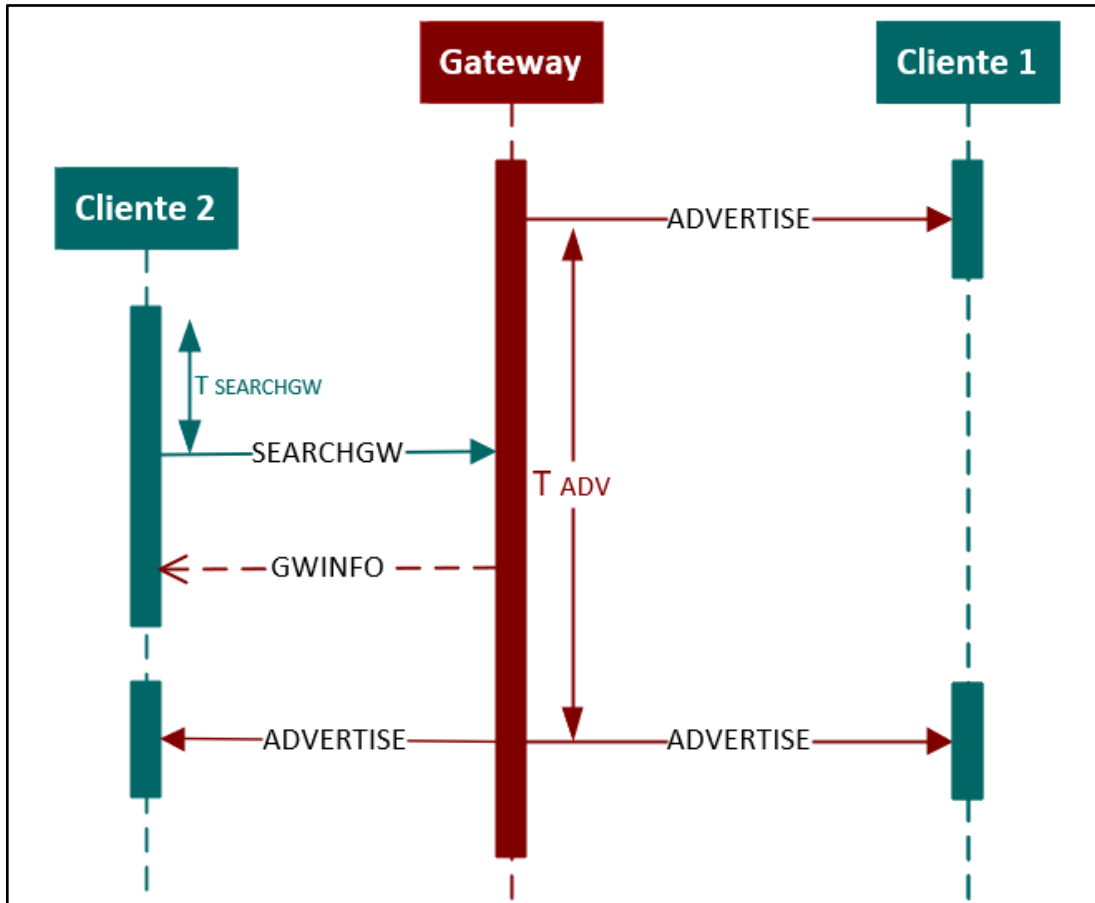 Gateway
Cliente 1
Cliente 2
ADVERTISE
T SEARCHGW
SEARCHGW
T ADV
GWINFO
ADVERTISE
ADVERTISE